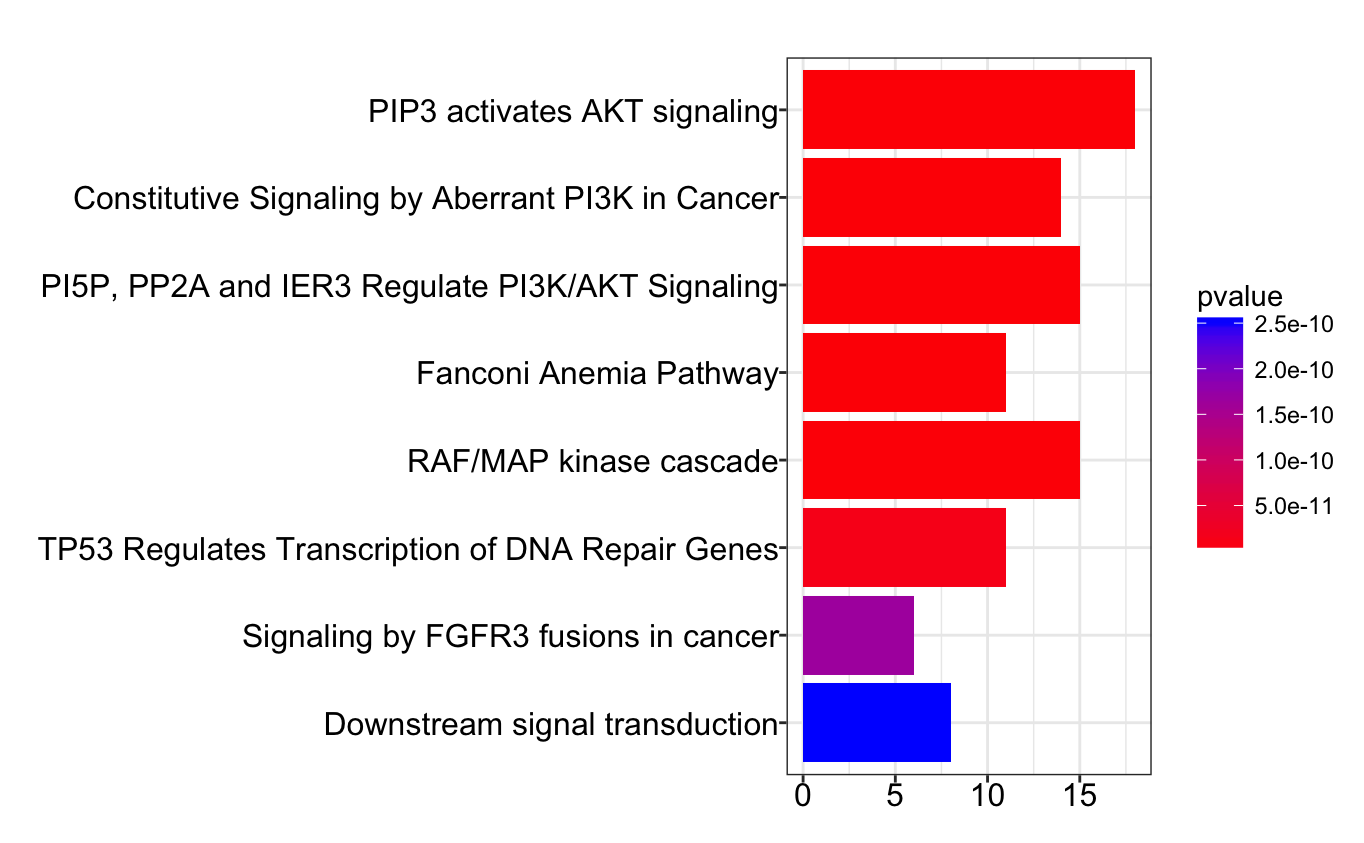 PIP3 activates AKT signaling
Constitutive Signaling by Aberrant PI3K in Cancer
PI5P, PP2A and IER3 Regulate PI3K/AKT Signaling
Fanconi Anemia Pathway
RAF/MAP kinase cascade
TP53 Regulates Transcription of DNA Repair Genes
Signaling by FGFR3 fusions in cancer
Downstream signal transduction
0 5 10 15
pvalue
2.5e-10
2.0e-10
1.5e-10
1.0e-10
5.0e-11